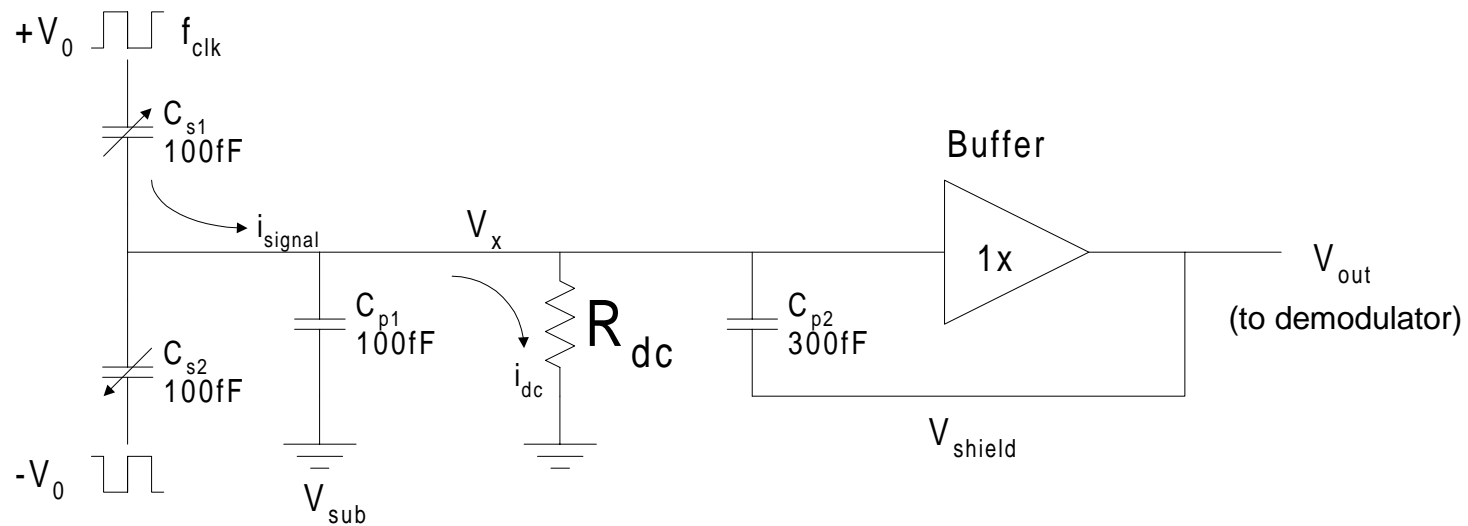 +V0 fclk
Cs1
100fF
Buffer
isignal
Vx
1x
Vout
(to demodulator)
Cp1
100fF
Rdc
Cp2
300fF
Cs2
100fF
idc
Vshield
-V0
Vsub